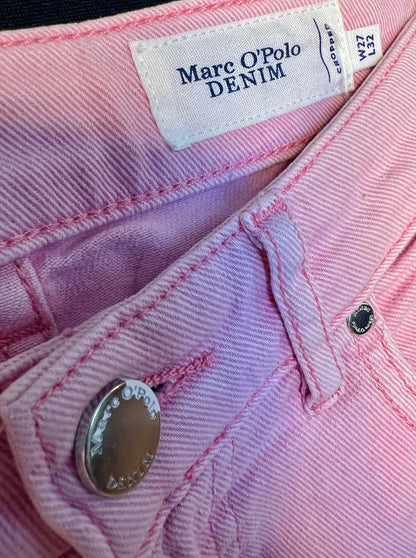 Marc O'Polo
DENIM
CROPPED
W27
L32
Marc O'Polo
DENIM